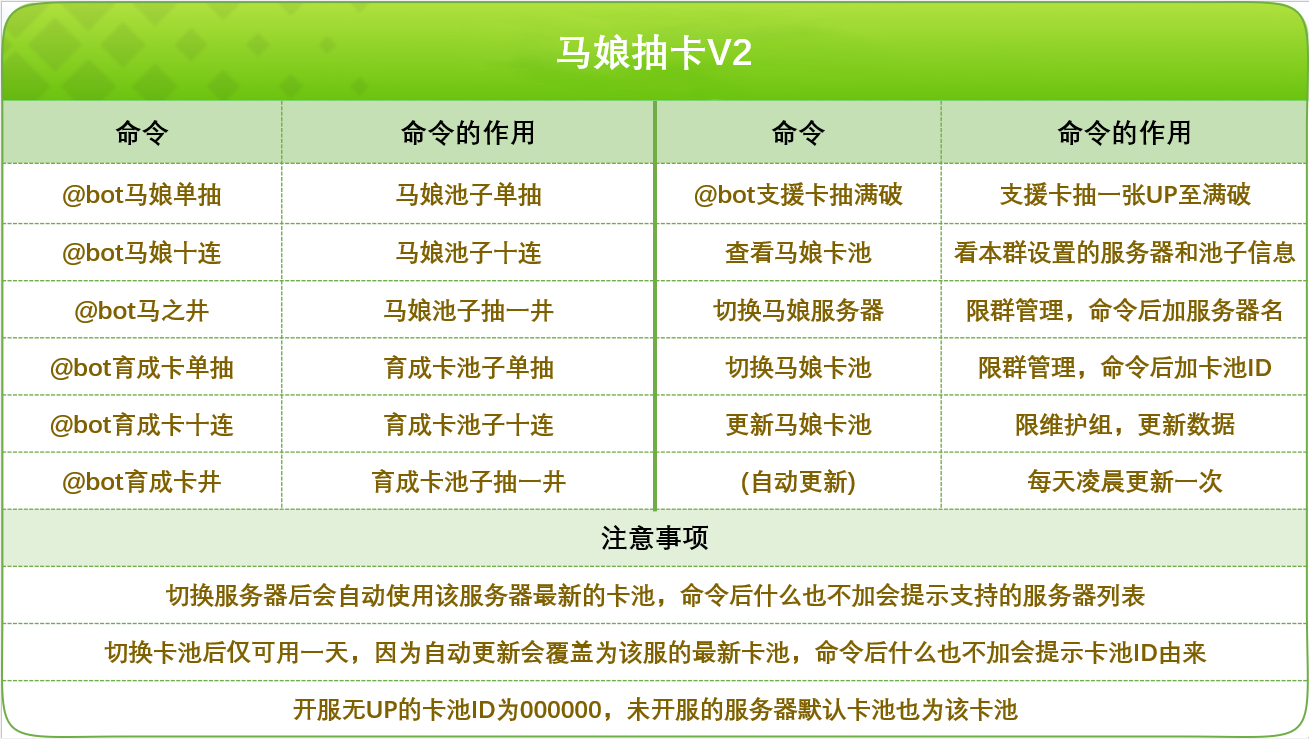 马娘抽卡V2
命令 命令的作用 命令 命令的作用
@bot马娘单抽 马娘池子单抽 @bot支援卡抽满破 支援卡抽一张UP至满破
@bot马娘十连 马娘池子十连 查看马娘卡池 看本群设置的服务器和池子信息
@bot马之井 马娘池子抽一井 切换马娘服务器 限群管理，命令后加服务器名
@bot育成卡单抽 育成卡池子单抽 切换马娘卡池 限群管理，命令后加卡池ID
@bot育成卡十连 育成卡池子十连 更新马娘卡池 限维护组，更新数据
@bot育成卡井 育成卡池子抽一井 (自动更新) 每天凌晨更新一次
注意事项
切换服务器后会自动使用该服务器最新的卡池，命令后什么也不加会提示支持的服务器列表
切换卡池后仅可用一天，因为自动更新会覆盖为该服的最新卡池，命令后什么也不加会提示卡池ID由来
开服无UP的卡池ID为000000，未开服的服务器默认卡池也为该卡池